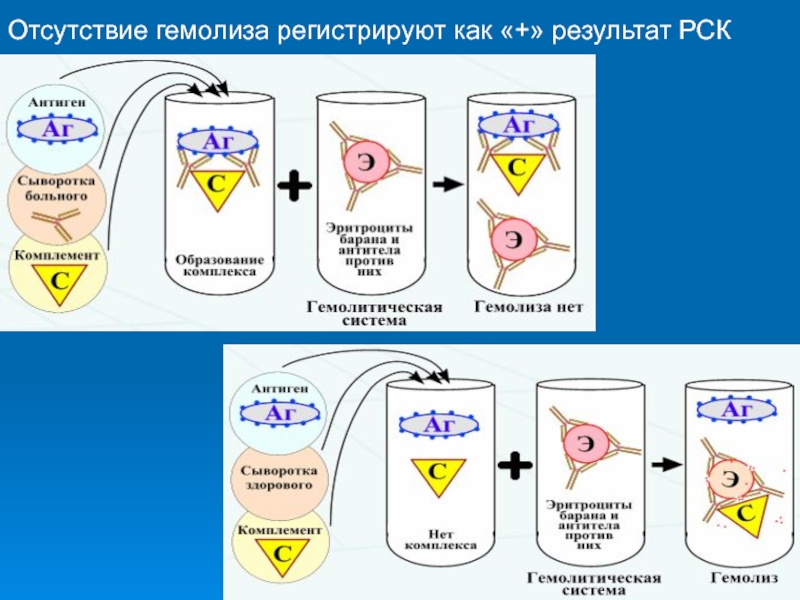 Отсутствие гемолиза регистрируют как «+» результат РСК
Антиген
Аг
Сыворотка
больного
Комплемент
С
Аг
С
Образование
комплекса
+
Э
Эритроциты
барана и
антитела
против
них
Гемолитическая
система
Аг
С
Э
Гемолиза нет
Антиген
Аг
Сыворотка
здорового
Комплемент
С
Аг
С
Нет
комплекса
+
Э
Эритроциты
барана и
антитела
против
них
Гемолитическая
система
Аг
Э
С
Гемолиз